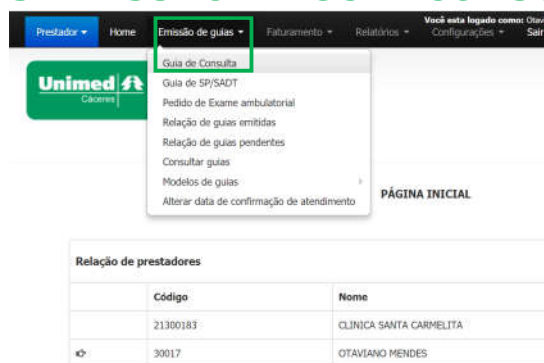 Você esta logado como: Otav
Prestador Home Emissão de guias Faturamento Relatórios Configurações Sair
Guia de Consulta
Guia de SP/SADT
Pedido de Exame ambulatorial
Relação de guias emitidas
Relação de guias pendentes
Consultar guias
Modelos de guias
Alterar data de confirmação de atendimento
Unimed
Cáceres
PÁGINA INICIAL
Relação de prestadores
Código Nome
21300183 CLINICA SANTA CARMELITA
30017 OTAVIANO MENDES